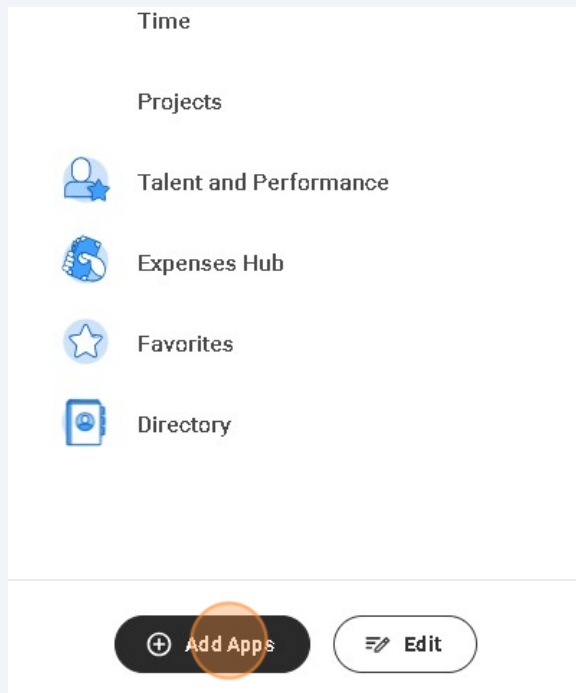 Time
Projects
Talent and Performance
Expenses Hub
Favorites
Directory
Add Apps Edit